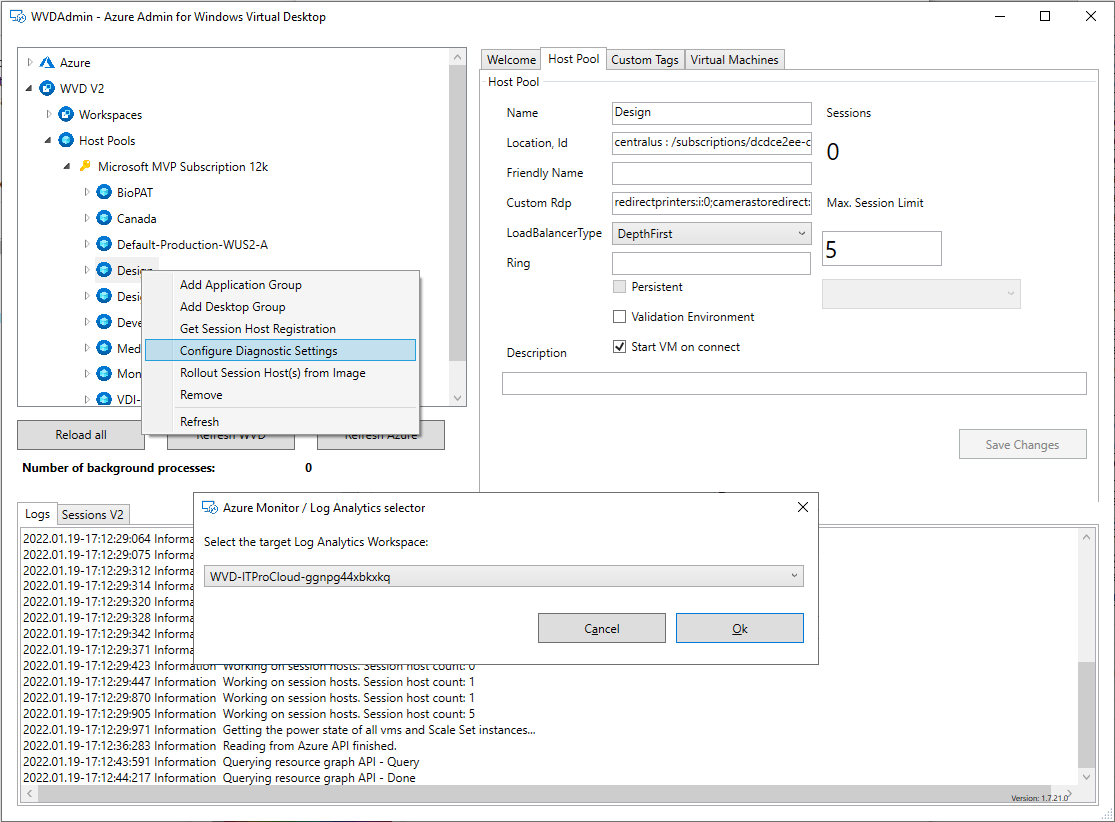 WVDAdmin - Azure Admin for Windows Virtual Desktop
Azure
WVD V2
Workspaces
Host Pools
Microsoft MVP Subscription 12k
BioPAT
Canada
Default-Production-WUS2-A
Design
Desi
Deve
Med
Mon
VDI-
Add Application Group
Add Desktop Group
Get Session Host Registration
Configure Diagnostic Settings
Rollout Session Host(s) from Image
Remove
Refresh
Reload all
Refresh WVD
Refresh Azure
Number of background processes: 0
Welcome
Host Pool
Custom Tags
Virtual Machines
Host Pool
Name
Design
Sessions
Location, Id
centralus : /subscriptions/dcdce2ee-c
0
Friendly Name
Custom Rdp
redirectprinters:i:0;camerastoredirect:
Max. Session Limit
LoadBalancerType
DepthFirst
5
Ring
Persistent
Validation Environment
Start VM on connect
Description
Save Changes
Logs
Sessions V2
2022.01.19-17:12:29:064 Informa
2022.01.19-17:12:29:075 Informa
2022.01.19-17:12:29:312 Informa
2022.01.19-17:12:29:314 Informa
2022.01.19-17:12:29:320 Informa
2022.01.19-17:12:29:328 Informa
2022.01.19-17:12:29:342 Informa
2022.01.19-17:12:29:371 Informa
2022.01.19-17:12:29:423 Information Working on session hosts. Session host count: 0
2022.01.19-17:12:29:447 Information Working on session hosts. Session host count: 1
2022.01.19-17:12:29:870 Information Working on session hosts. Session host count: 1
2022.01.19-17:12:29:905 Information Working on session hosts. Session host count: 5
2022.01.19-17:12:29:971 Information Getting the power state of all vms and Scale Set instances...
2022.01.19-17:12:36:283 Information Reading from Azure API finished.
2022.01.19-17:12:43:591 Information Querying resource graph API - Query
2022.01.19-17:12:44:217 Information Querying resource graph API - Done
Version: 1.7.21.0
Azure Monitor / Log Analytics selector
Select the target Log Analytics Workspace:
WVD-ITProCloud-ggnpg44xbkxkq
Cancel
Ok